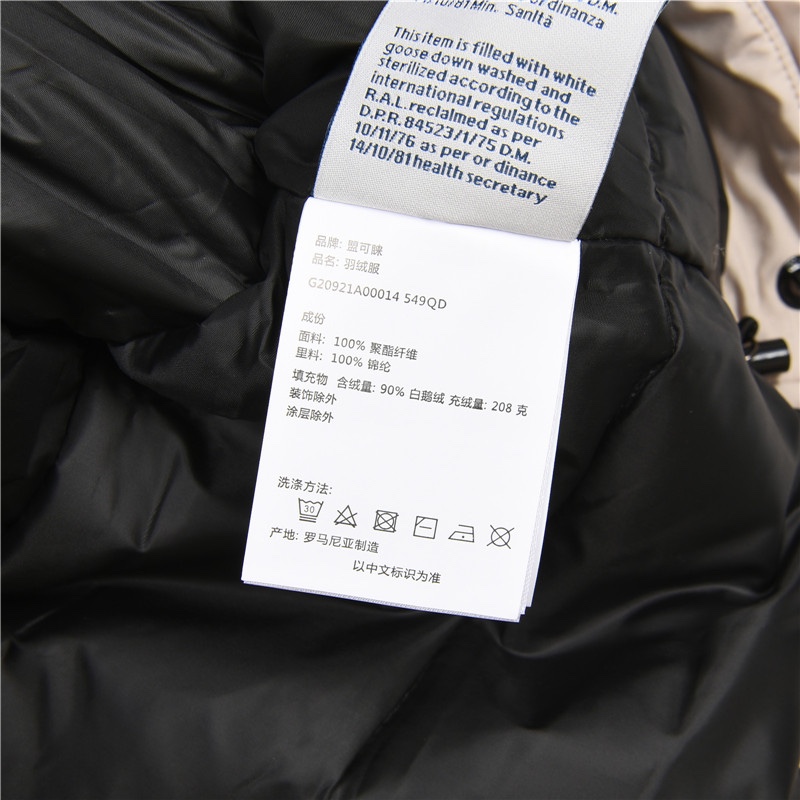 D.M.
ordinanza
10/81Min. Sanità
This item is filled with white
goose down washed and
sterilized according to the
international regulations
R.A.L. reclaimed as per
D.P.R. 84523/1/75 D.M.
10/11/76 as per or dinance
14/10/81 health secretary
品牌: 盟可睐
品名: 羽绒服
G20921A00014 549QD
成份
面料: 100% 聚酯纤维
里料: 100% 锦纶
填充物 含绒量: 90% 白鹅绒 充绒量: 208 克
装饰除外
涂层除外
洗涤方法:
30
产地: 罗马尼亚制造
以中文标识为准